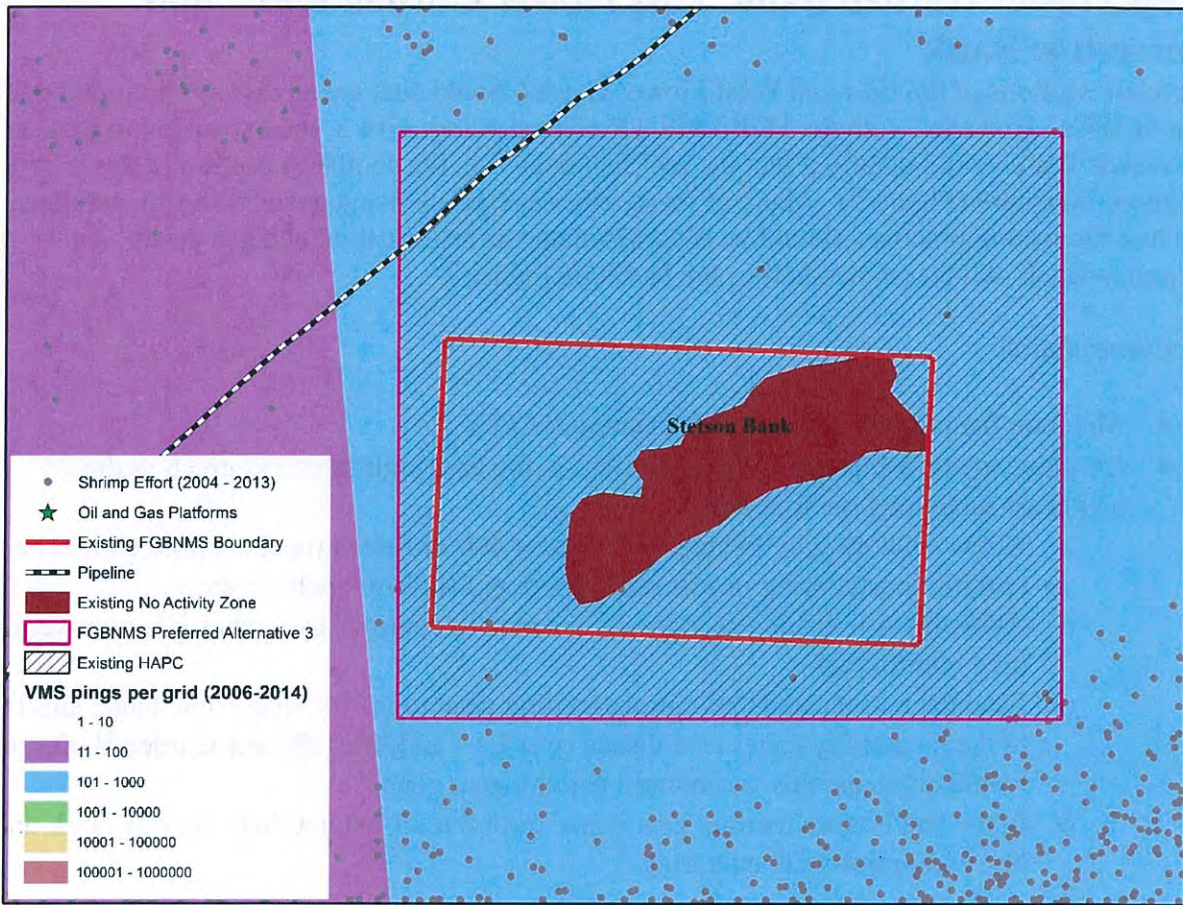 Stetson Bank
Shrimp Effort (2004 - 2013)
Oil and Gas Platforms
Existing FGBNMS Boundary
Pipeline
Existing No Activity Zone
FGBNMS Preferred Alternative 3
Existing HAPC
VMS pings per grid (2006-2014)
1 - 10
11 - 100
101 - 1000
1001 - 10000
10001 - 100000
100001 - 1000000